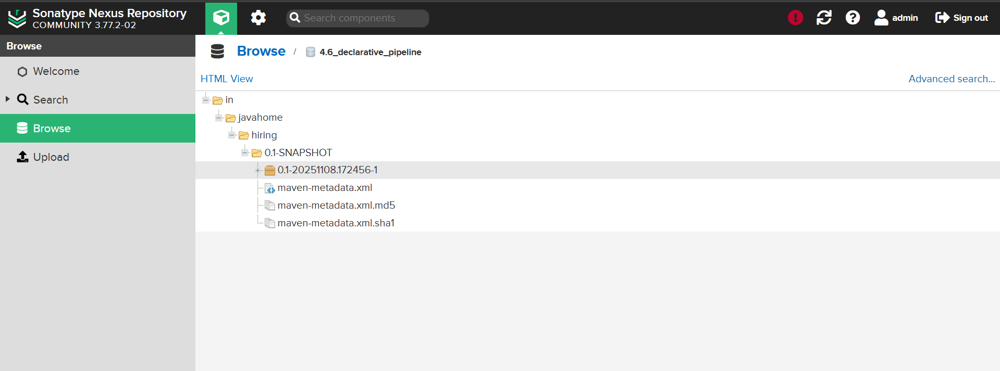 Sonatype Nexus Repository
COMMUNITY 3.77.2-02
Search components
admin
Sign out
Browse
Welcome
Search
Browse
Upload
Browse / 4.6_declarative_pipeline
HTML View
Advanced search...
in
javahome
hiring
0.1-SNAPSHOT
0.1-20251108.172456-1
maven-metadata.xml
maven-metadata.xml.md5
maven-metadata.xml.sha1